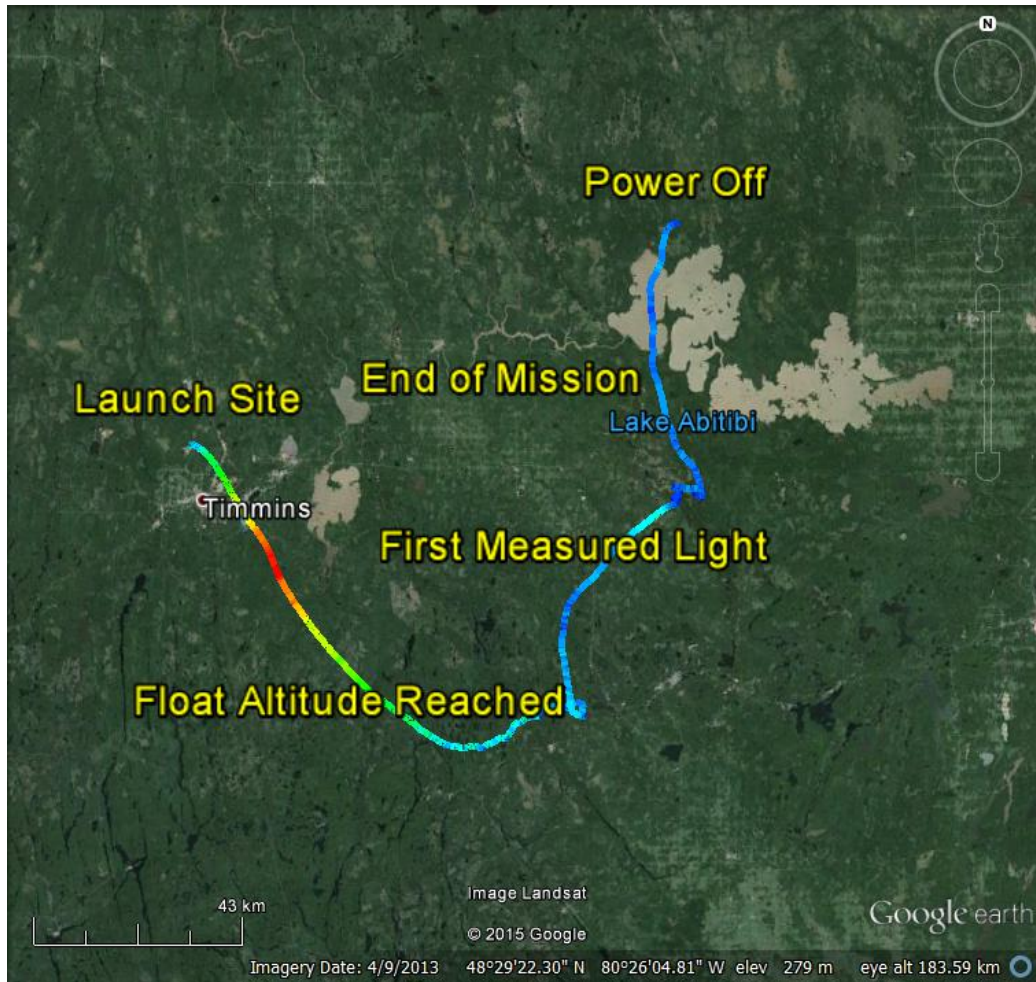 N
Power Off
End of Mission
Launch Site
Lake Abitibi
Timmins
First Measured Light
Float Altitude Reached
43 km
Image Landsat
© 2015 Google
Google earth
Imagery Date: 4/9/2013 48°29'22.30" N 80°26'04.81" W elev 279 m eye alt 183.59 km